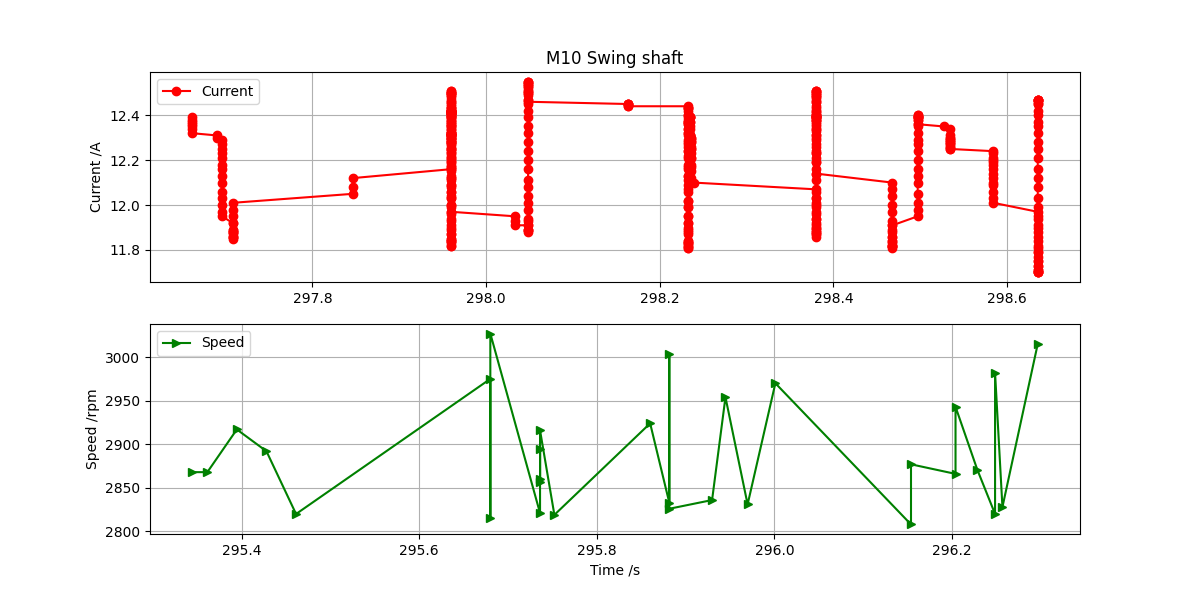 M10 Swing shaft
Current
Current /A
12.4
12.2
12.0
11.8
297.8 298.0 298.2 298.4 298.6
Speed
Speed /rpm
3000
2950
2900
2850
2800
295.4 295.6 295.8 296.0 296.2
Time /s